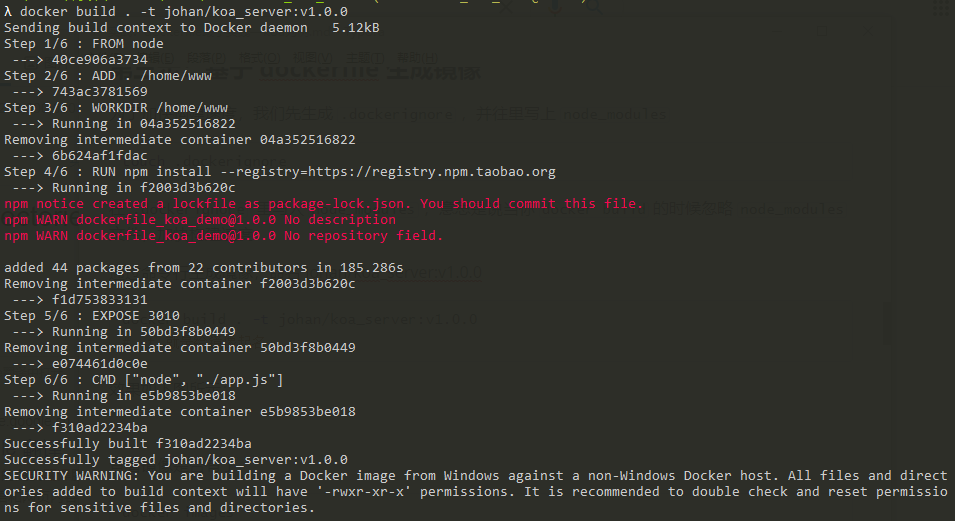 λ docker build . -t johan/koa_server:v1.0.0
Sending build context to Docker daemon   5.12kB
Step 1/6 : FROM node
 ---> 40ce906a3734
Step 2/6 : ADD . /home/www
 ---> 743ac3781569
Step 3/6 : WORKDIR /home/www
 ---> Running in 04a352516822
Removing intermediate container 04a352516822
 ---> 6b624af1fdac
Step 4/6 : RUN npm install --registry=https://registry.npm.taobao.org
 ---> Running in f2003d3b620c
npm notice created a lockfile as package-lock.json. You should commit this file.
npm WARN dockerfile_koa_demo@1.0.0 No description
npm WARN dockerfile_koa_demo@1.0.0 No repository field.
added 44 packages from 22 contributors in 185.286s
Removing intermediate container f2003d3b620c
 ---> f1d753833131
Step 5/6 : EXPOSE 3010
 ---> Running in 50bd3f8b0449
Removing intermediate container 50bd3f8b0449
 ---> e074461d0c0e
Step 6/6 : CMD ["node", "./app.js"]
 ---> Running in e5b9853be018
Removing intermediate container e5b9853be018
 ---> f310ad2234ba
Successfully built f310ad2234ba
Successfully tagged johan/koa_server:v1.0.0
SECURITY WARNING: You are building a Docker image from Windows against a non-Windows Docker host. All files and direct
ories added to build context will have '-rwxr-xr-x' permissions. It is recommended to double check and reset permissio
ns for sensitive files and directories.